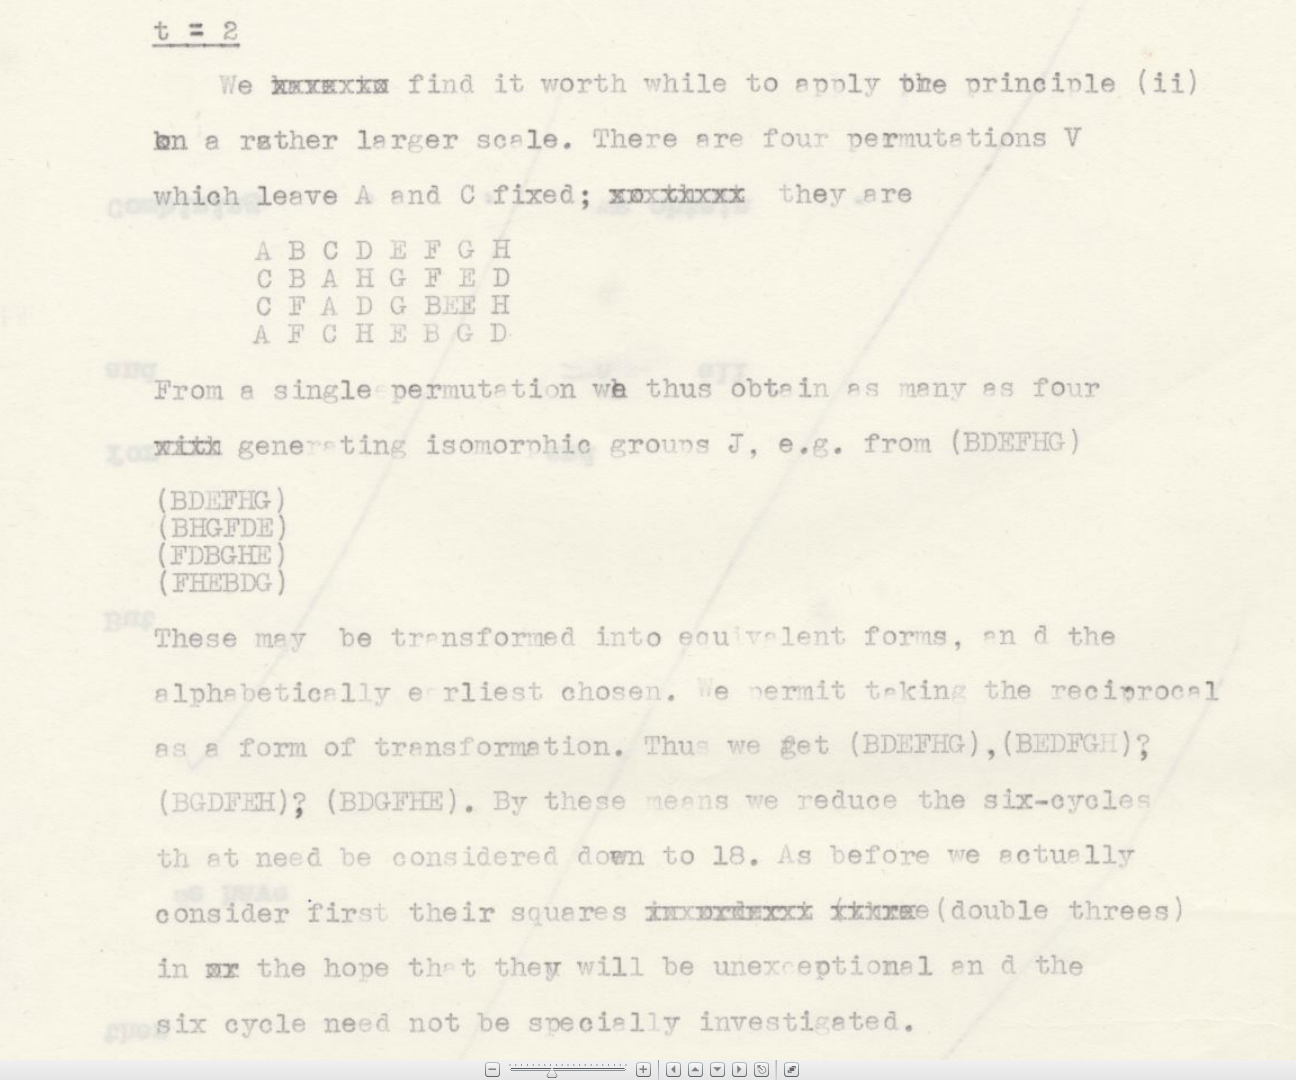 t = 2
We find it worth while to apply the principle (ii)
on a rather larger scale. There are four permutations V
which leave A and C fixed; they are
A B C D E F G H
C B A H G F E D
C F A D G BEE H
A F C H E B G D
From a single permutation we thus obtain as many as four
generating isomorphic groups J, e.g. from (BDEFHG)
(BDEFHG)
(BHGFDE)
(FDBGHE)
(FHEBDG)
These may be transformed into equivalent forms, an d the
alphabetically earliest chosen. We permit taking the reciprocal
as a form of transformation. Thus we get (BDEFHG),(BEDFGH)?
(BGDFEH)? (BDGFHE). By these means we reduce the six-cycles
th at need be considered down to 18. As before we actually
consider first their squares (double threes)
in the hope that they will be unexceptional an d the
six cycle need not be specially investigated.